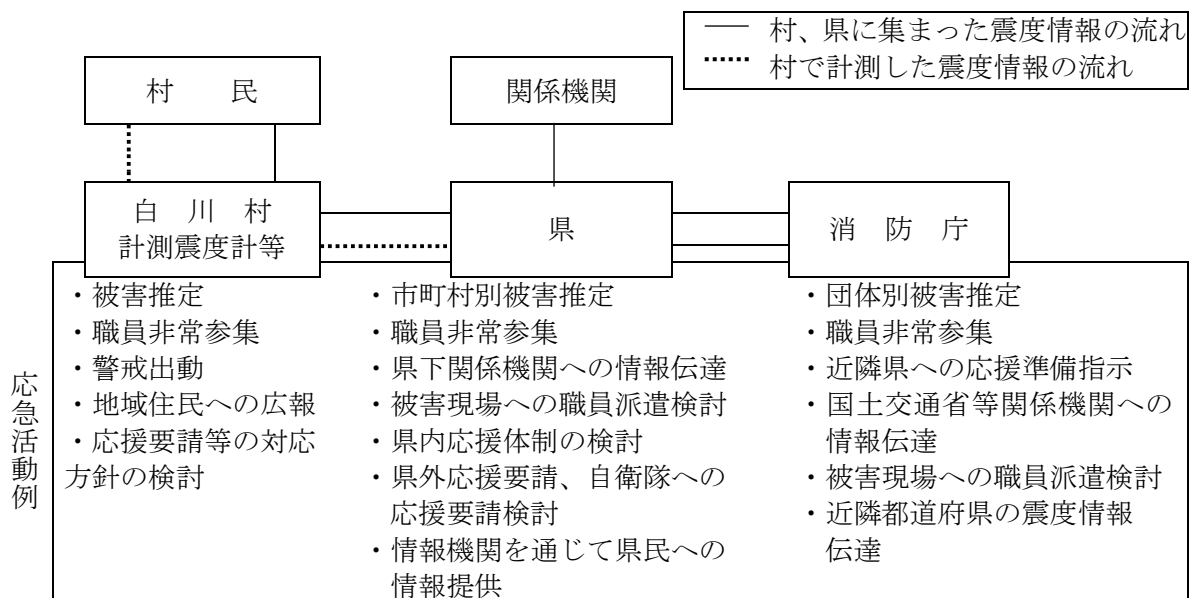 村、県に集まった震度情報の流れ
村で計測した震度情報の流れ
村　　民
関係機関
白　川　村
計測震度計等
県
消　防　庁
応急活動例
・被害推定
・職員非常参集
・警戒出動
・地域住民への広報
・応援要請等の対応
方針の検討
・市町村別被害推定
・職員非常参集
・県下関係機関への情報伝達
・被害現場への職員派遣検討
・県内応援体制の検討
・県外応援要請、自衛隊への
応援要請検討
・情報機関を通じて県民への
情報提供
・団体別被害推定
・職員非常参集
・近隣県への応援準備指示
・国土交通省等関係機関への
情報伝達
・被害現場への職員派遣検討
・近隣都道府県の震度情報
伝達